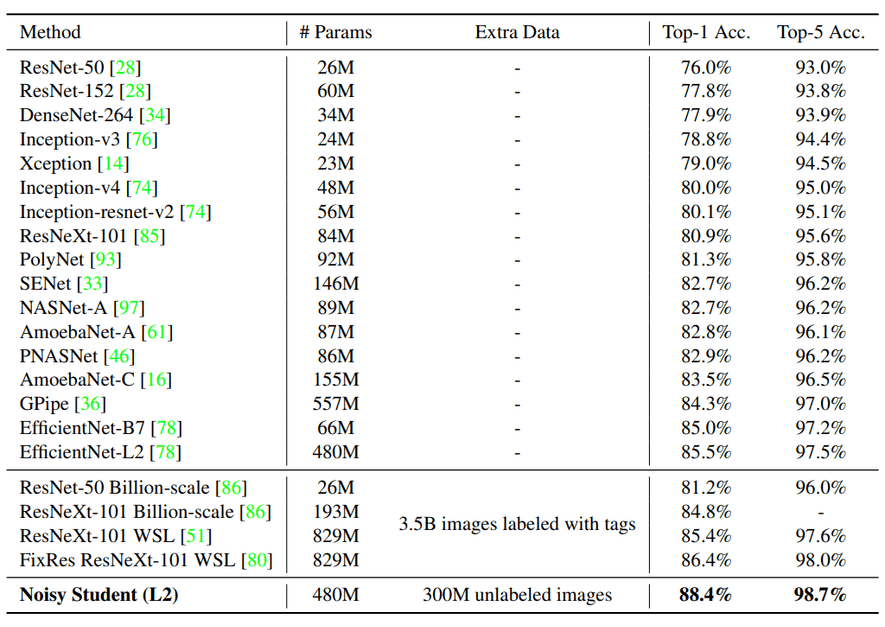 Method # Params Extra Data Top-1 Acc. Top-5 Acc.
ResNet-50 [28] 26M - 76.0% 93.0%
ResNet-152 [28] 60M - 77.8% 93.8%
DenseNet-264 [34] 34M - 77.9% 93.9%
Inception-v3 [76] 24M - 78.8% 94.4%
Xception [14] 23M - 79.0% 94.5%
Inception-v4 [74] 48M - 80.0% 95.0%
Inception-resnet-v2 [74] 56M - 80.1% 95.1%
ResNeXt-101 [85] 84M - 80.9% 95.6%
PolyNet [93] 92M - 81.3% 95.8%
SENet [33] 146M - 82.7% 96.2%
NASNet-A [97] 89M - 82.7% 96.2%
AmoebaNet-A [61] 87M - 82.8% 96.1%
PNASNet [46] 86M - 82.9% 96.2%
AmoebaNet-C [16] 155M - 83.5% 96.5%
GPipe [36] 557M - 84.3% 97.0%
EfficientNet-B7 [78] 66M - 85.0% 97.2%
EfficientNet-L2 [78] 480M - 85.5% 97.5%
ResNet-50 Billion-scale [86] 26M 81.2% 96.0%
ResNeXt-101 Billion-scale [86] 193M 84.8% -
3.5B images labeled with tags
ResNeXt-101 WSL [51] 829M 85.4% 97.6%
FixRes ResNeXt-101 WSL [80] 829M 86.4% 98.0%
Noisy Student (L2) 480M 300M unlabeled images 88.4% 98.7%